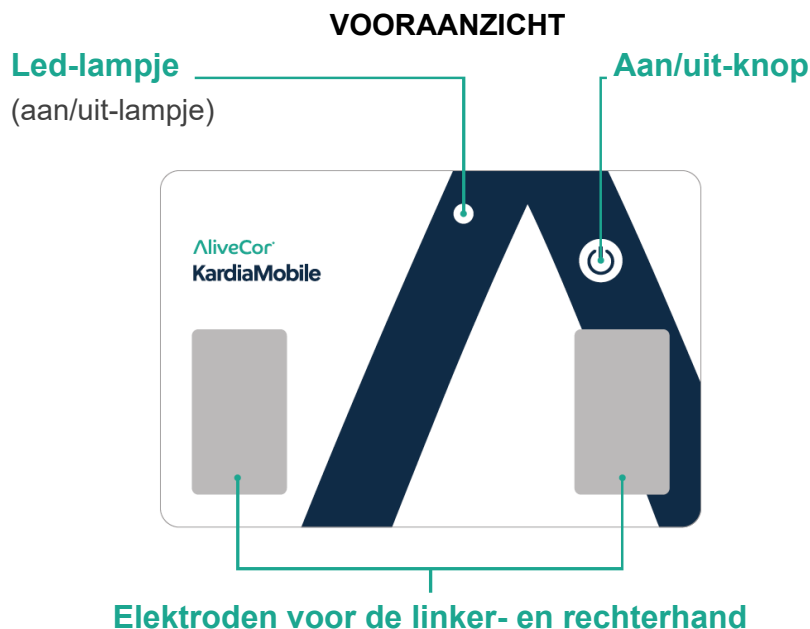 VOORAANZICHT
Led-lampje
(aan/uit-lampje)
Aan/uit-knop
AliveCor
KardiaMobile
Elektroden voor de linker- en rechterhand